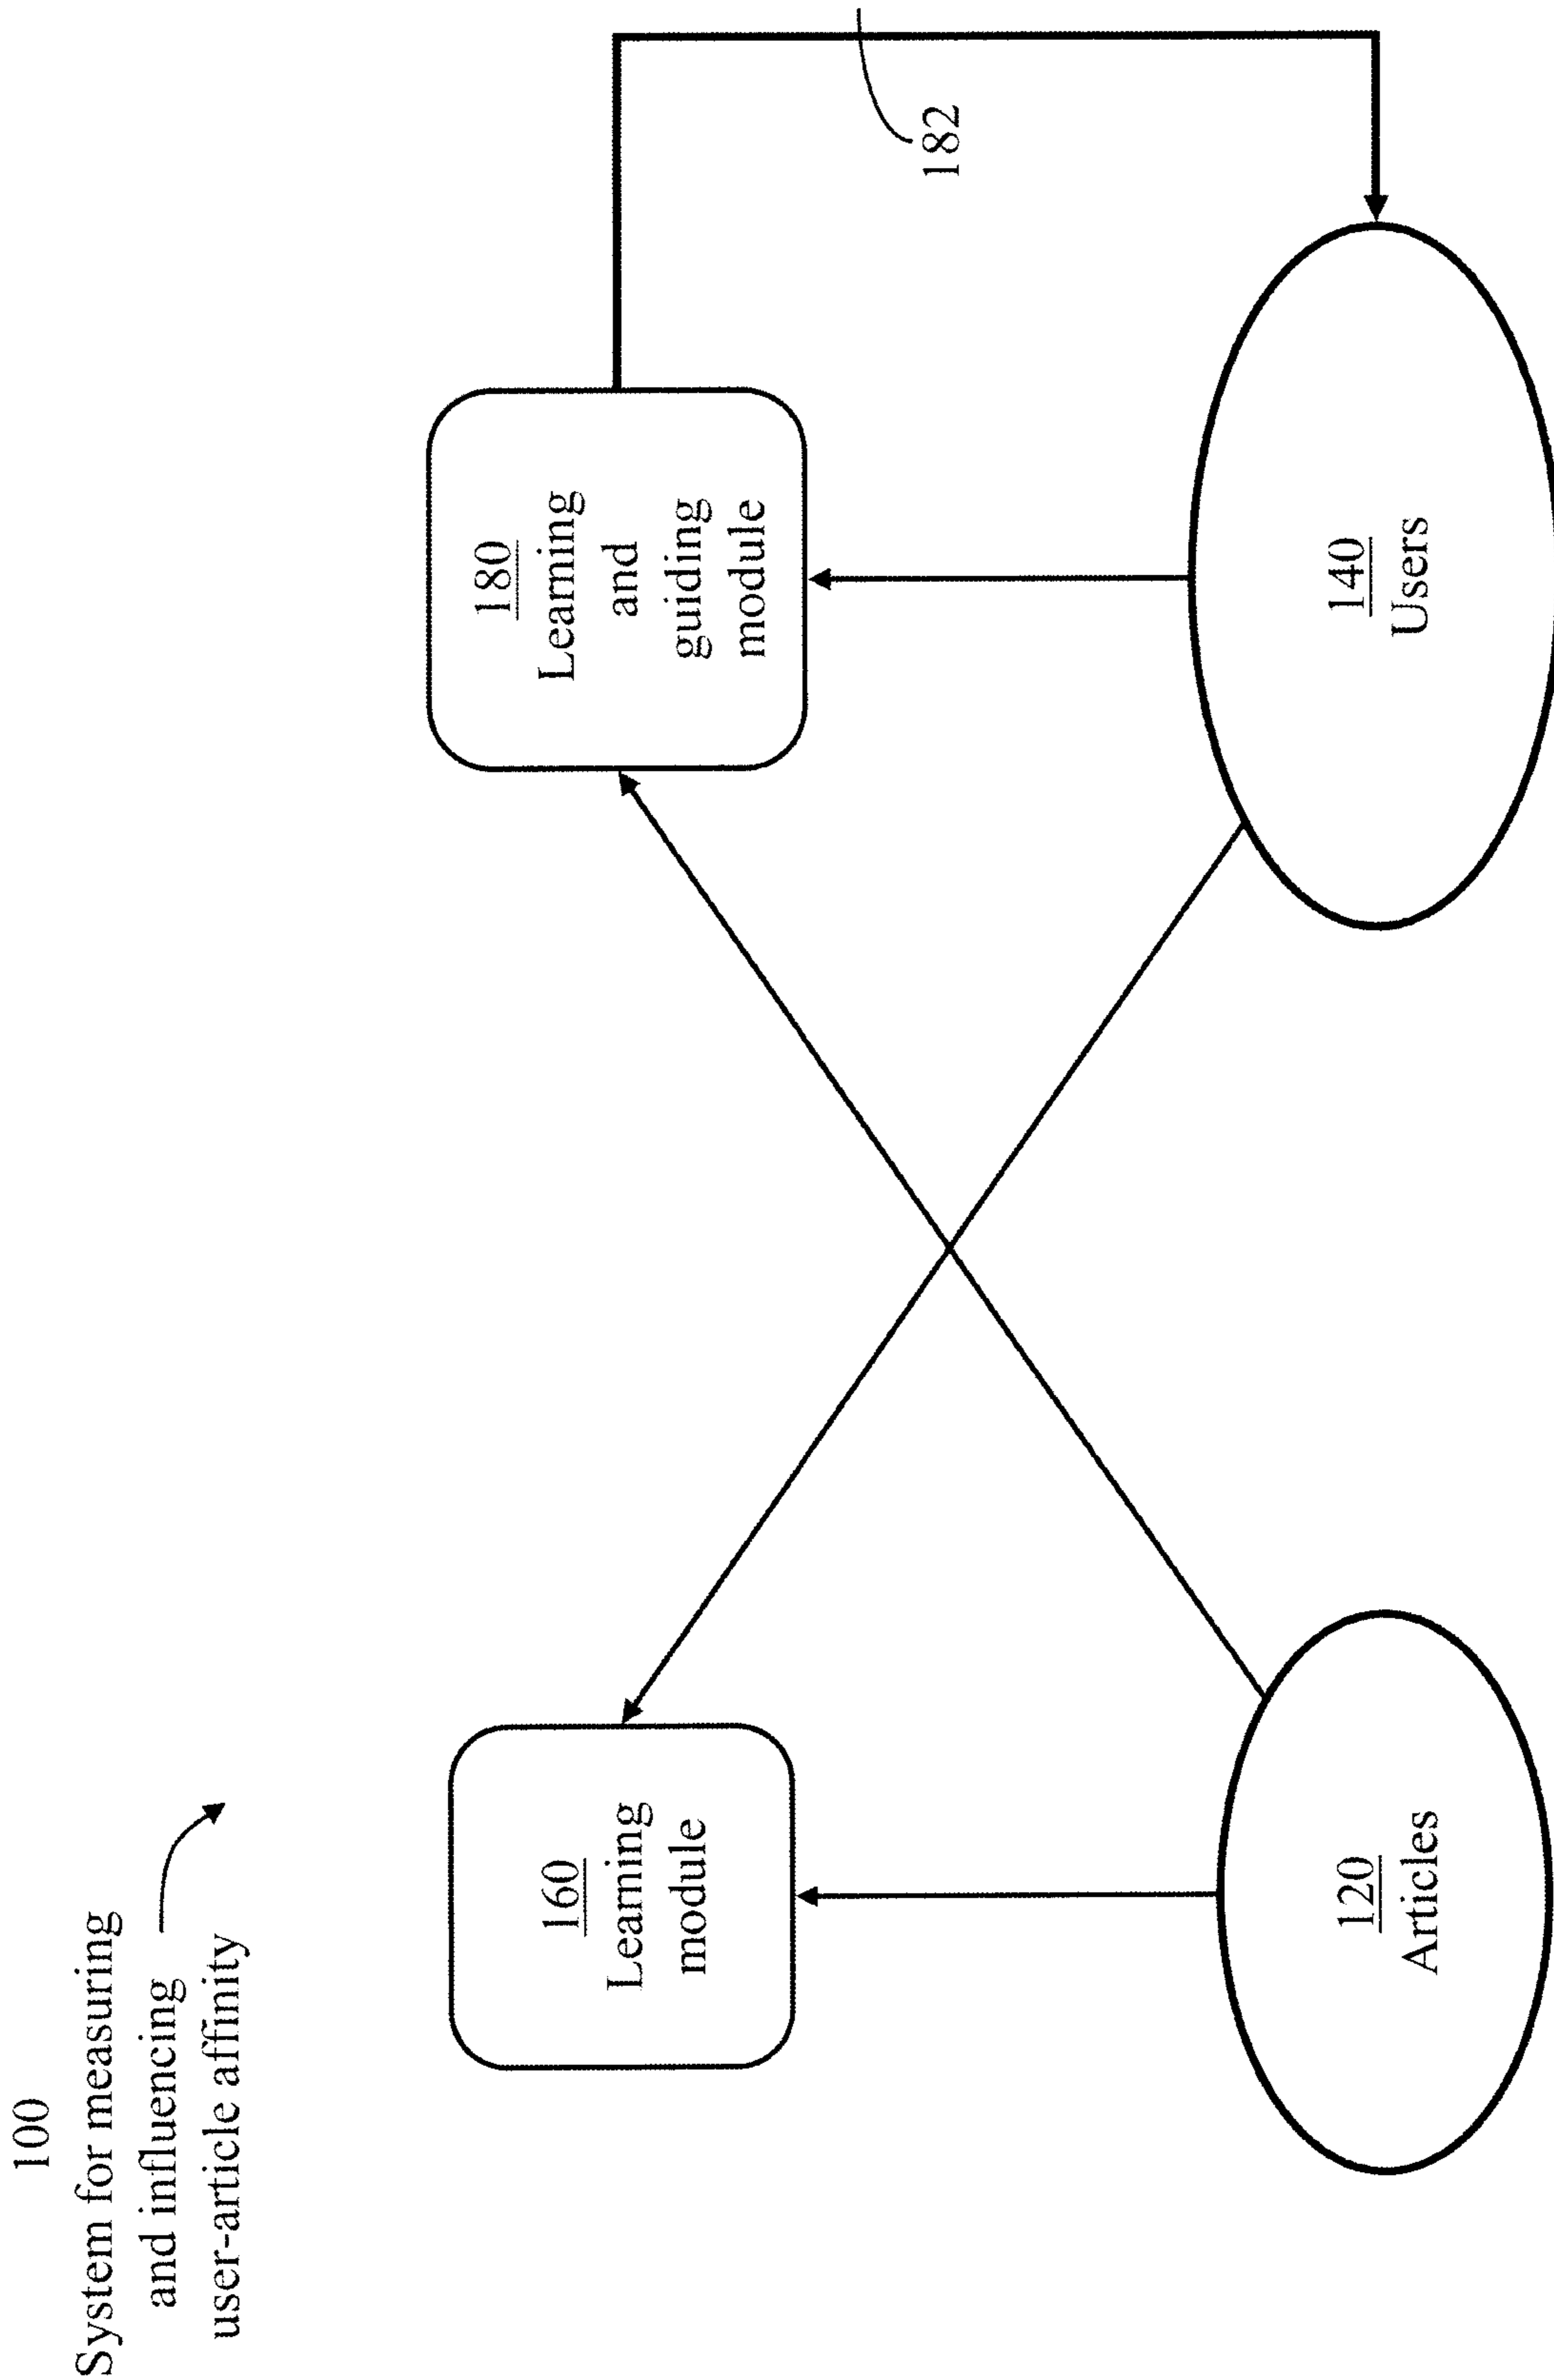 100
System for measuring
and influencing
user-article affinity
160
Learning
module
180
Learning
and
guiding
module
182
120
Articles
140
Users